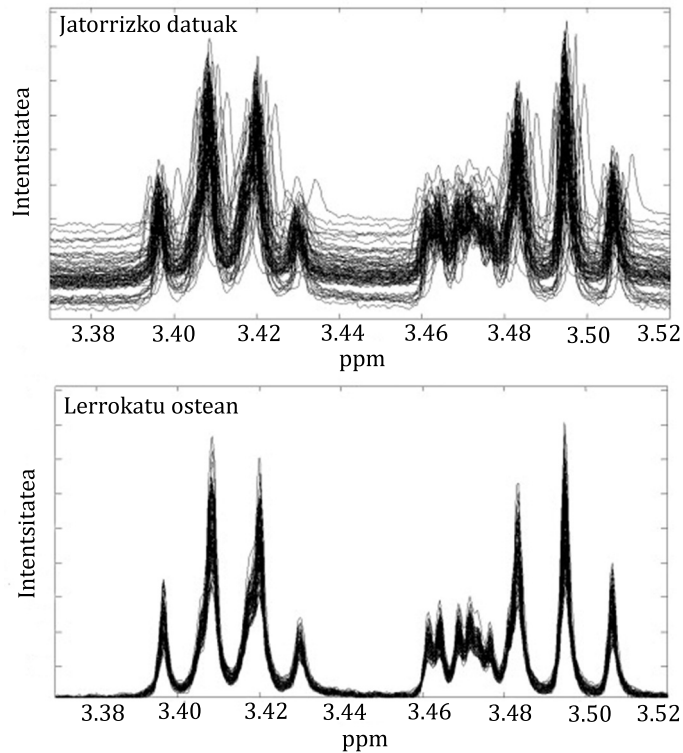 Jatorrizko datuak
Intentsitatea
3.38 3.40 3.42 3.44 3.46 3.48 3.50 3.52
ppm
Lerrokatu ostean
Intentsitatea
3.38 3.40 3.42 3.44 3.46 3.48 3.50 3.52
ppm